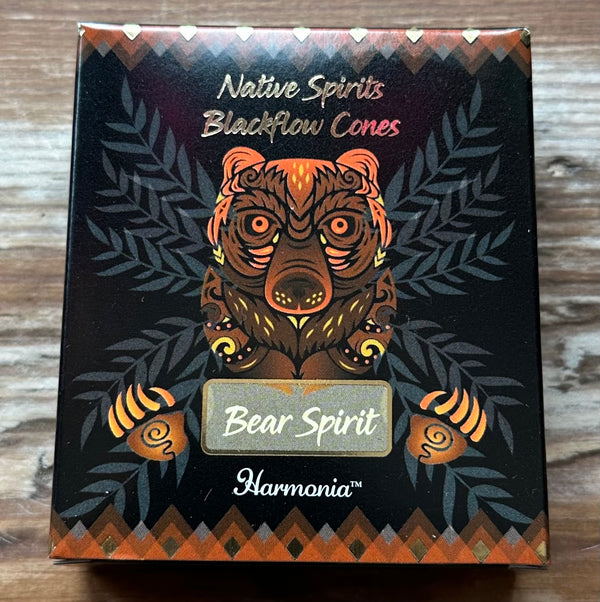 Native Spirits
Blackflow Cones
Bear Spirit
Harmonia™